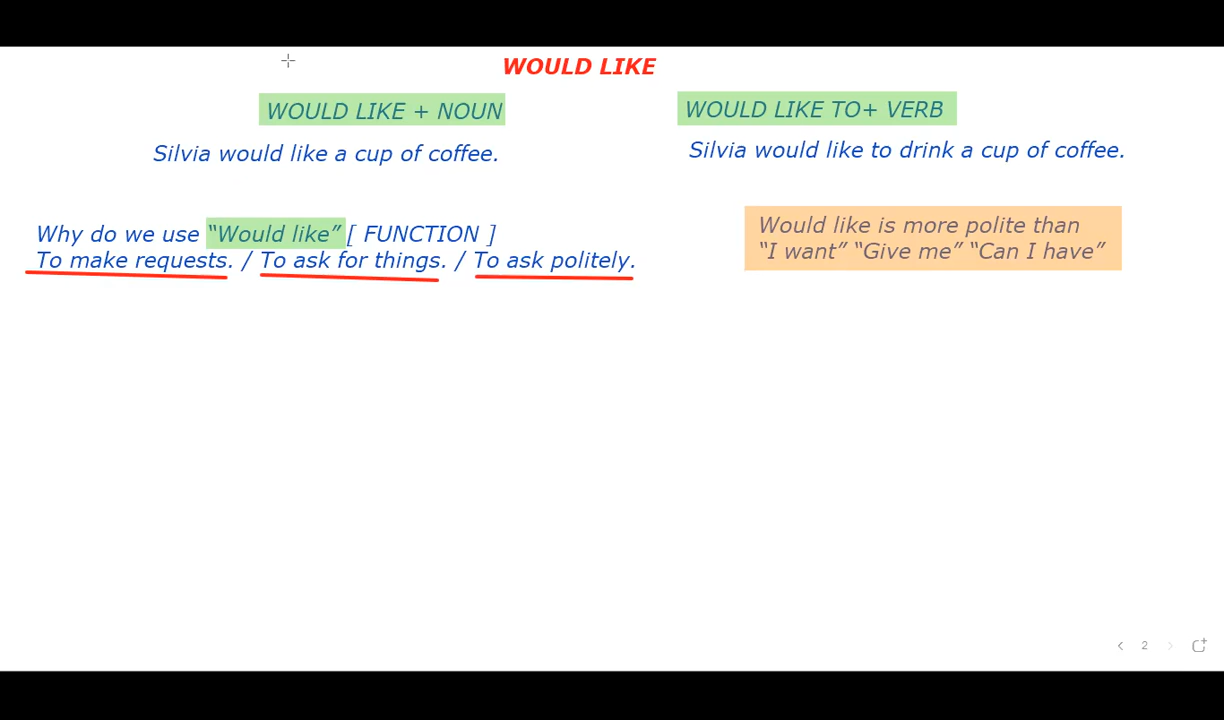 WOULD LIKE
WOULD LIKE + NOUN
Silvia would like a cup of coffee.
WOULD LIKE TO+ VERB
Silvia would like to drink a cup of coffee.
Why do we use “Would like” [ FUNCTION ]
To make requests. / To ask for things. / To ask politely.
Would like is more polite than
“I want” “Give me” “Can I have”
2